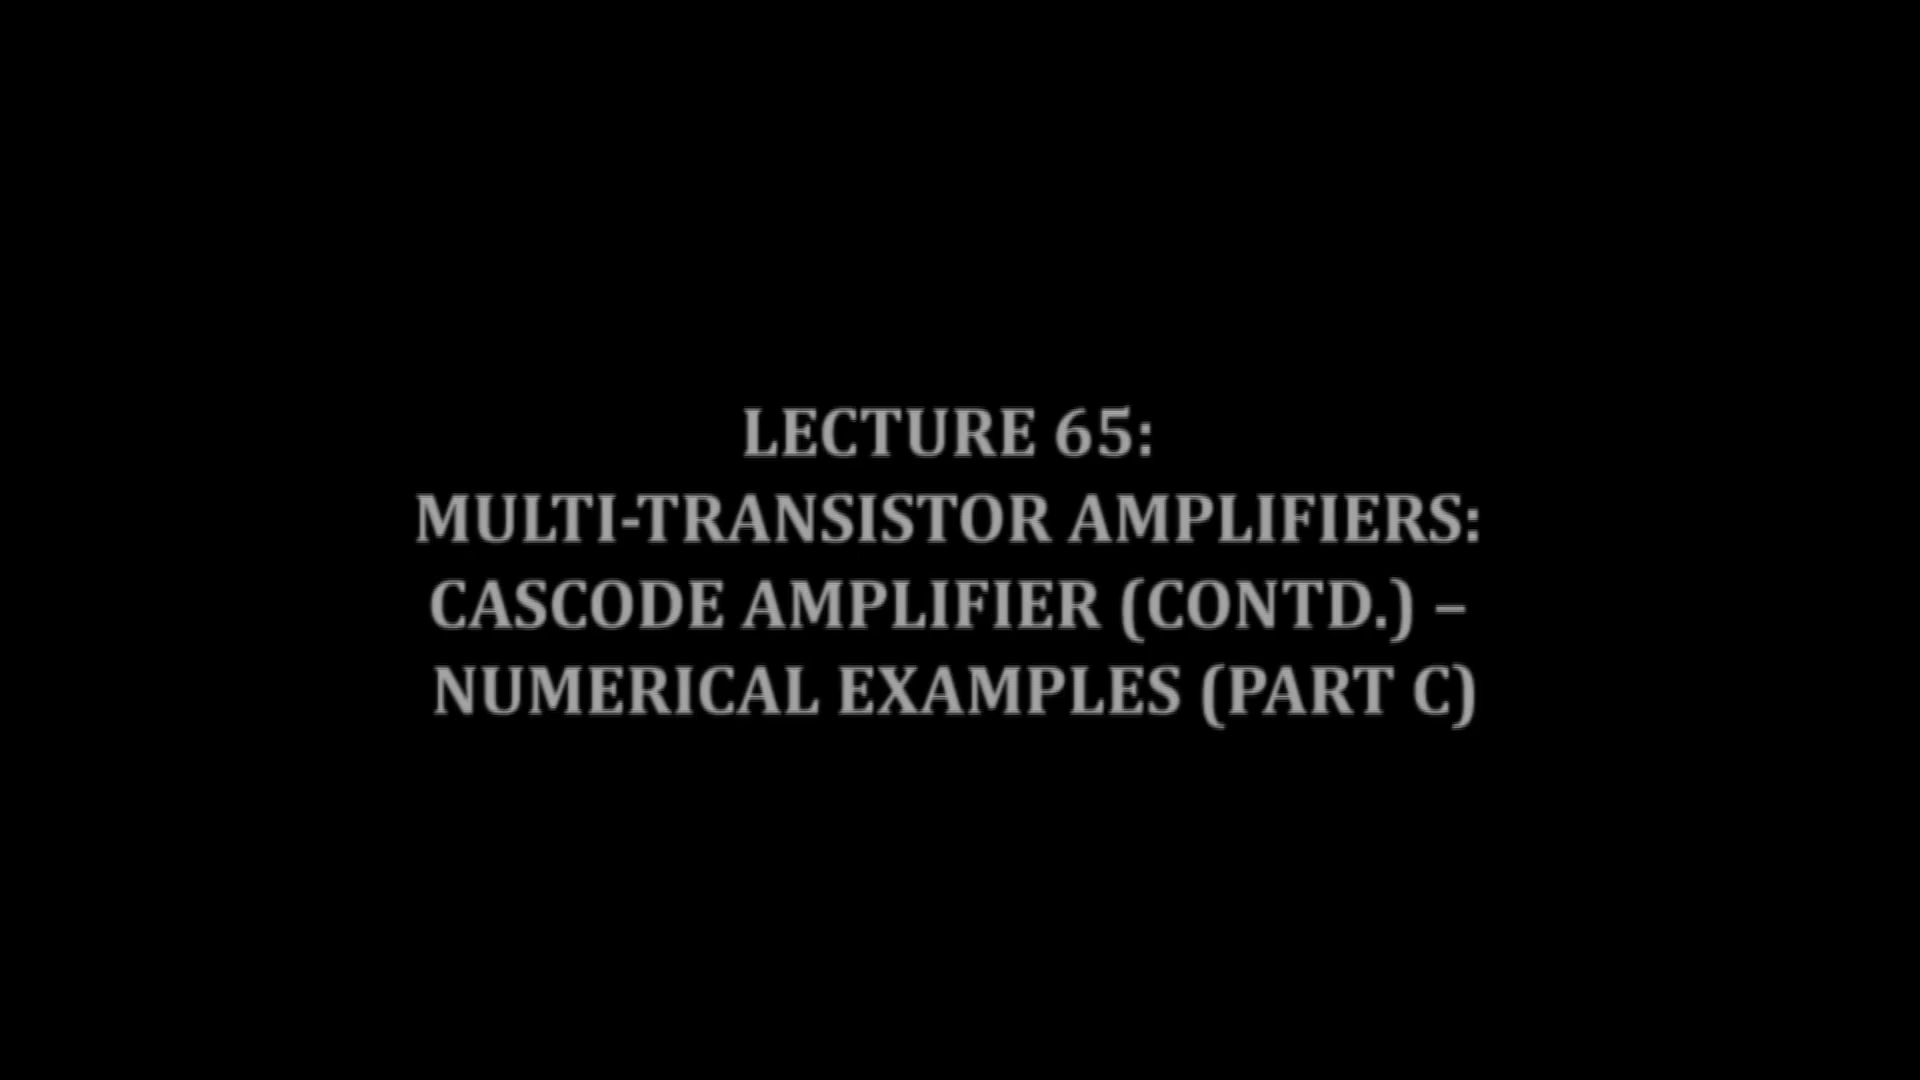 LECTURE 65:
MULTI-TRANSISTOR AMPLIFIERS:
CASCODE AMPLIFIER (CONTD.) –
NUMERICAL EXAMPLES (PART C)